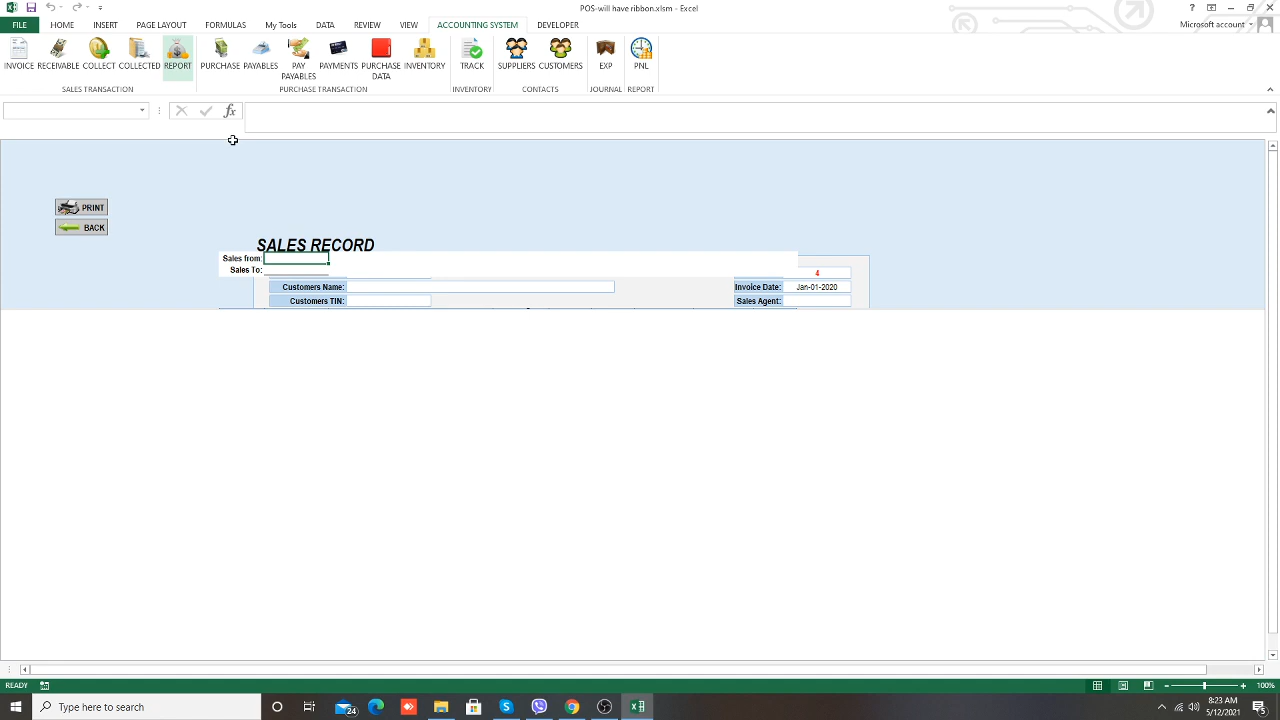 POS-will have ribbon.xlsm - Excel
FILE HOME INSERT PAGE LAYOUT FORMULAS My Tools DATA REVIEW VIEW ACCOUNTING SYSTEM DEVELOPER Microsoft account
INVOICE RECEIVABLE COLLECT COLLECTED REPORT PURCHASE PAYABLES PAY PAYABLES PAYMENTS PURCHASE DATA INVENTORY TRACK SUPPLIERS CUSTOMERS EXP PNL
SALES TRANSACTION PURCHASE TRANSACTION INVENTORY CONTACTS JOURNAL REPORT
fx
PRINT
BACK
SALES RECORD
Sales from:
Sales To: 4
Customers Name: Invoice Date: Jan-01-2020
Customers TIN: Sales Agent:
READY 100%
Type here to search 24 8:23 AM
5/12/2021